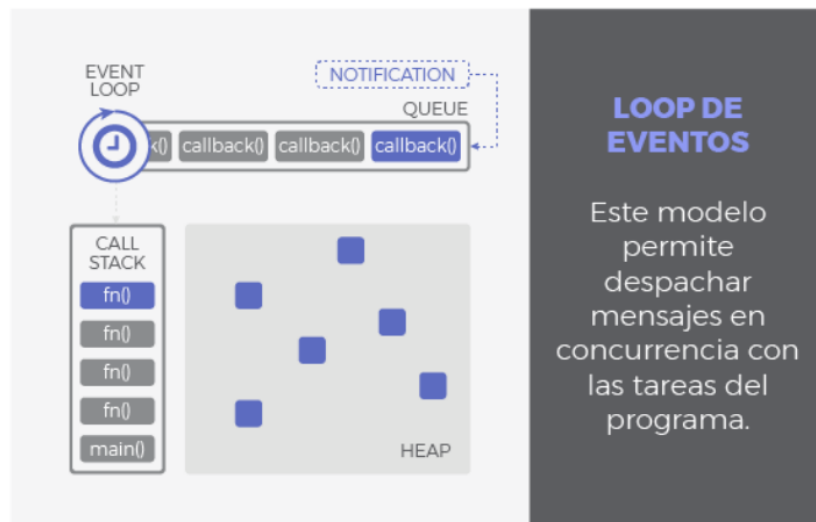 EVENT
LOOP
NOTIFICATION
QUEUE
k()
callback()
callback()
callback()
CALL
STACK
fn()
fn()
fn()
fn()
main()
HEAP
LOOP DE
EVENTOS
Este modelo
permite
despachar
mensajes en
concurrencia con
las tareas del
programa.